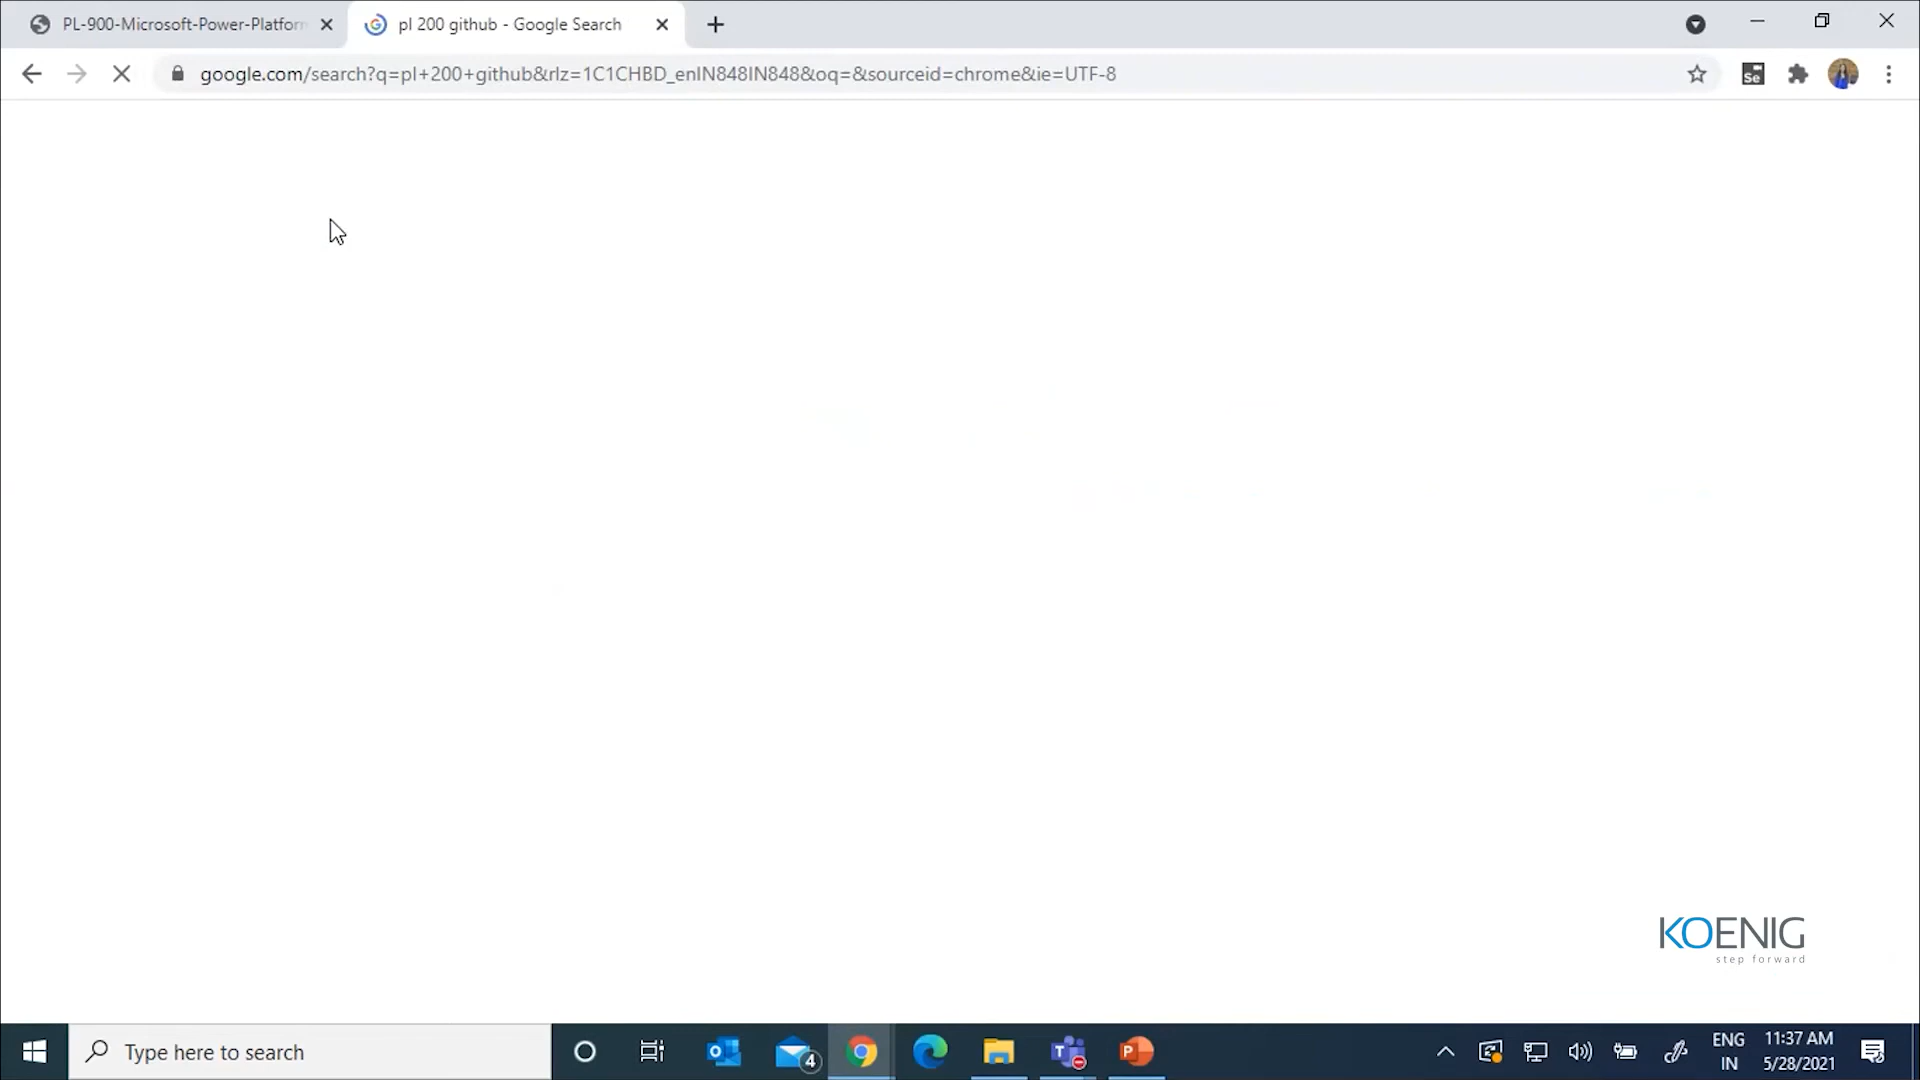 PL-900-Microsoft-Power-Platform
pl 200 github - Google Search
google.com/search?q=pl+200+github&rlz=1C1CHBD_enIN848IN848&oq=&sourceid=chrome&ie=UTF-8
Se
KOENIG
step forward
Type here to search
4
ENG
IN
11:37 AM
5/28/2021